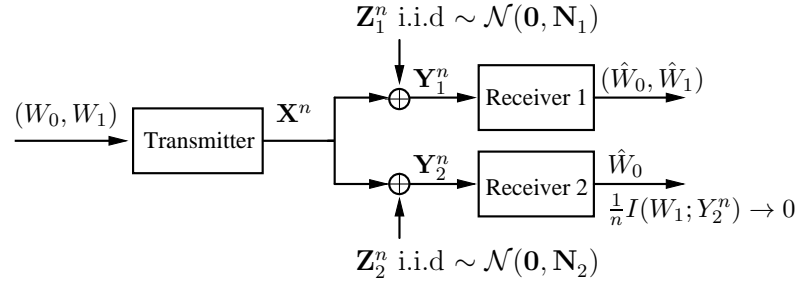 𝐙₁ⁿ i.i.d ∼ 𝒩(𝟎, 𝐍₁)
(W₀, W₁)
Transmitter
𝐗ⁿ
𝐘₁ⁿ
Receiver 1
(Ŵ₀, Ŵ₁)
𝐘₂ⁿ
Receiver 2
Ŵ₀
1/n I(W₁; Y₂ⁿ) → 0
𝐙₂ⁿ i.i.d ∼ 𝒩(𝟎, 𝐍₂)